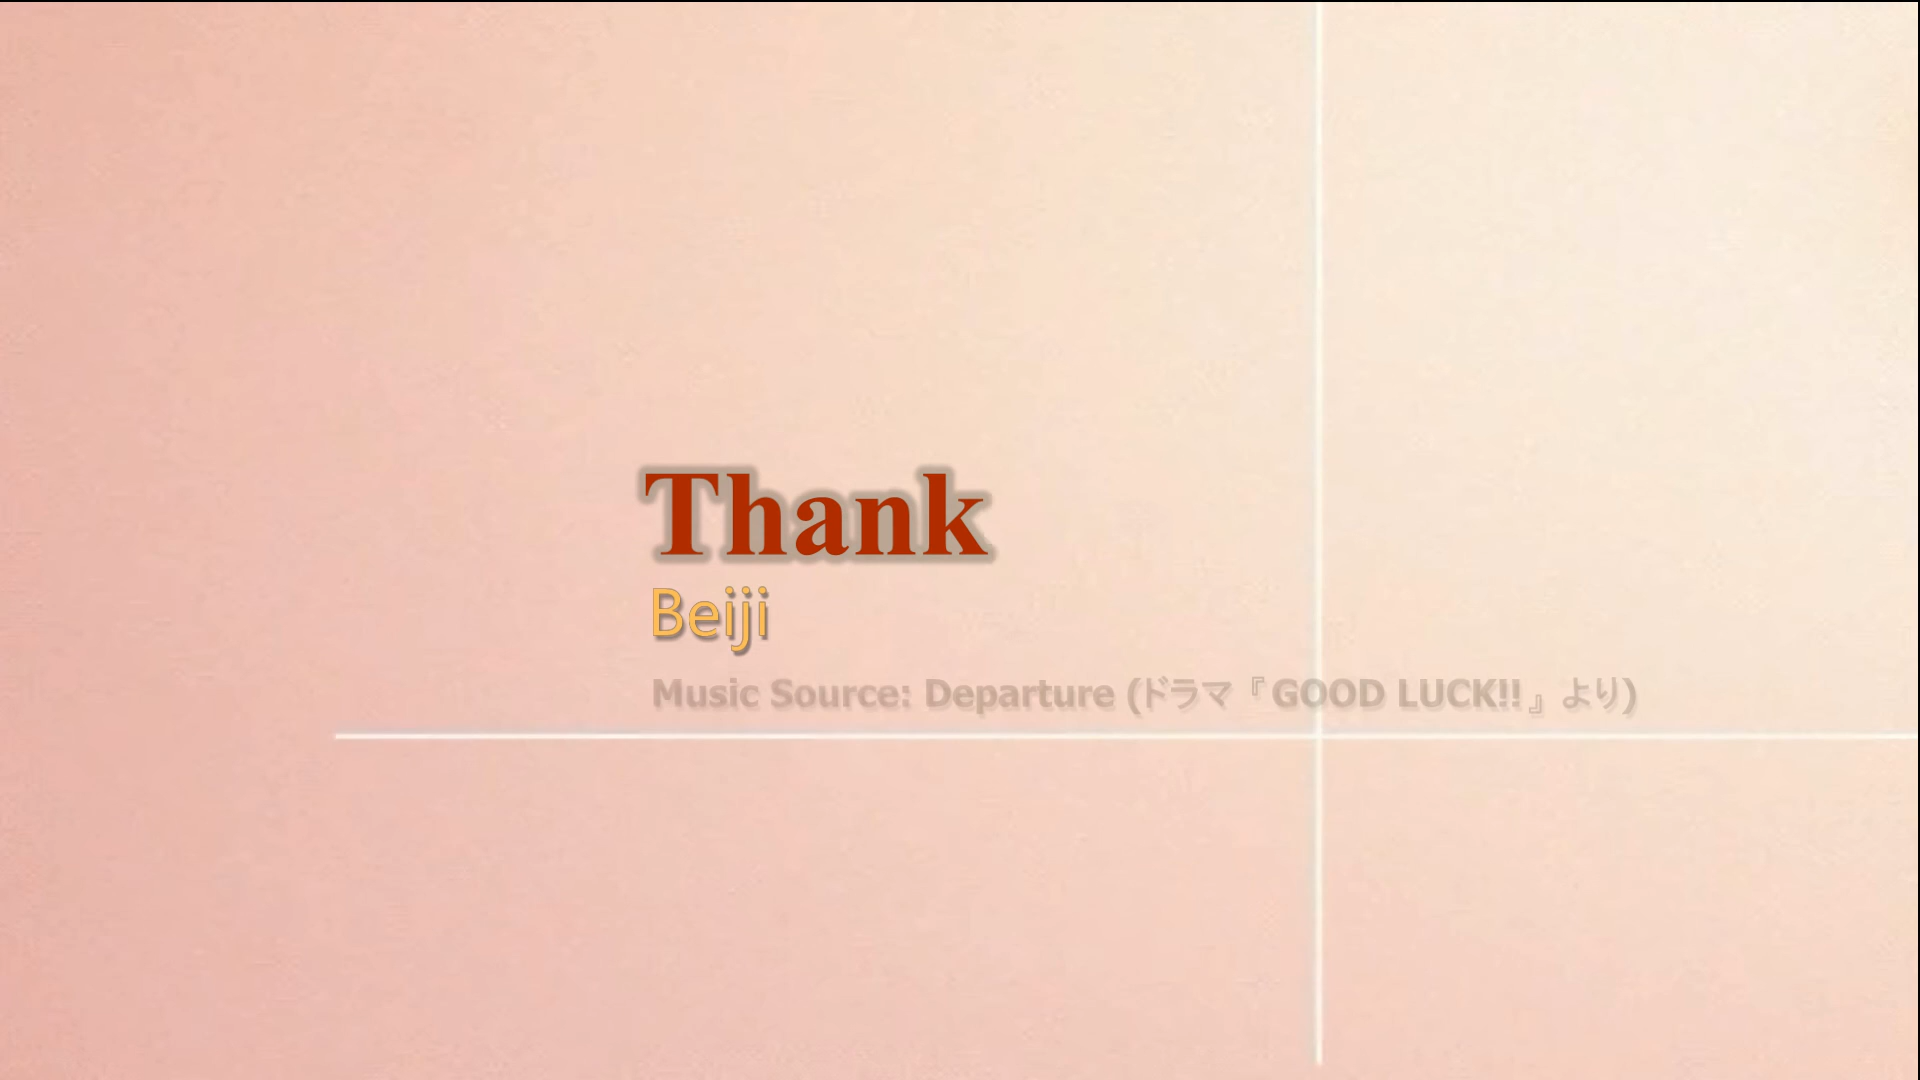 Thank
Beiji
Music Source: Departure (ドラマ『GOOD LUCK!!』より)